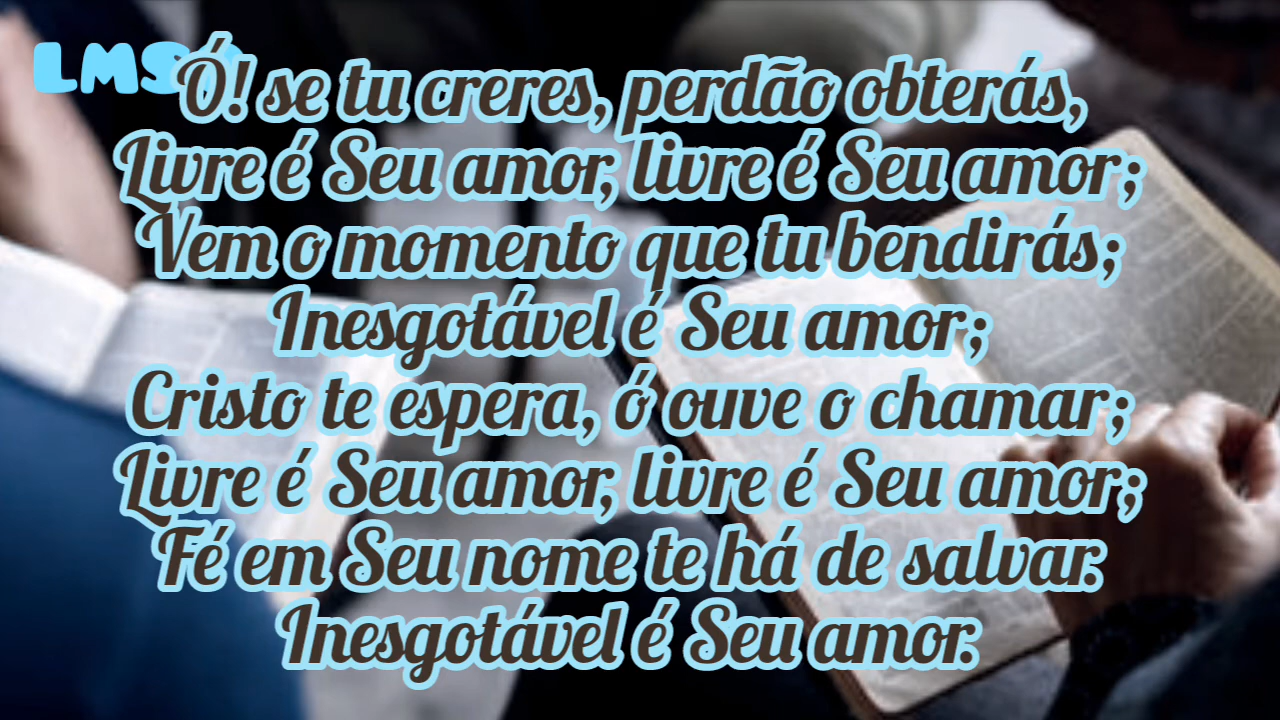 LMS
Ó! se tu creres, perdão obterás,
Livre é Seu amor, livre é Seu amor;
Vem o momento que tu bendirás;
Inesgotável é Seu amor;
Cristo te espera, ó ouve o chamar;
Livre é Seu amor, livre é Seu amor;
Fé em Seu nome te há de salvar.
Inesgotável é Seu amor.